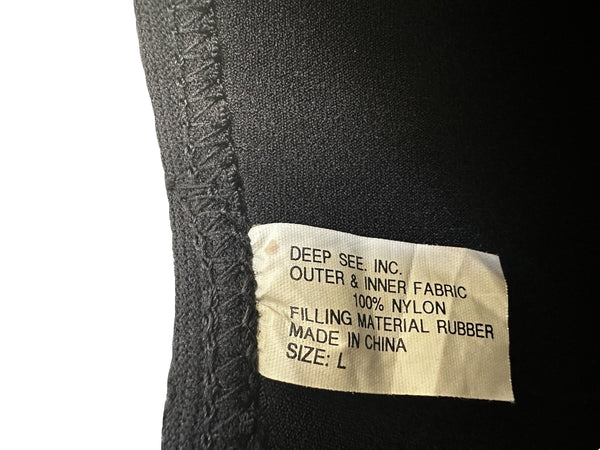 DEEP SEE. INC.
OUTER & INNER FABRIC
100% NYLON
FILLING MATERIAL RUBBER
MADE IN CHINA
SIZE: L